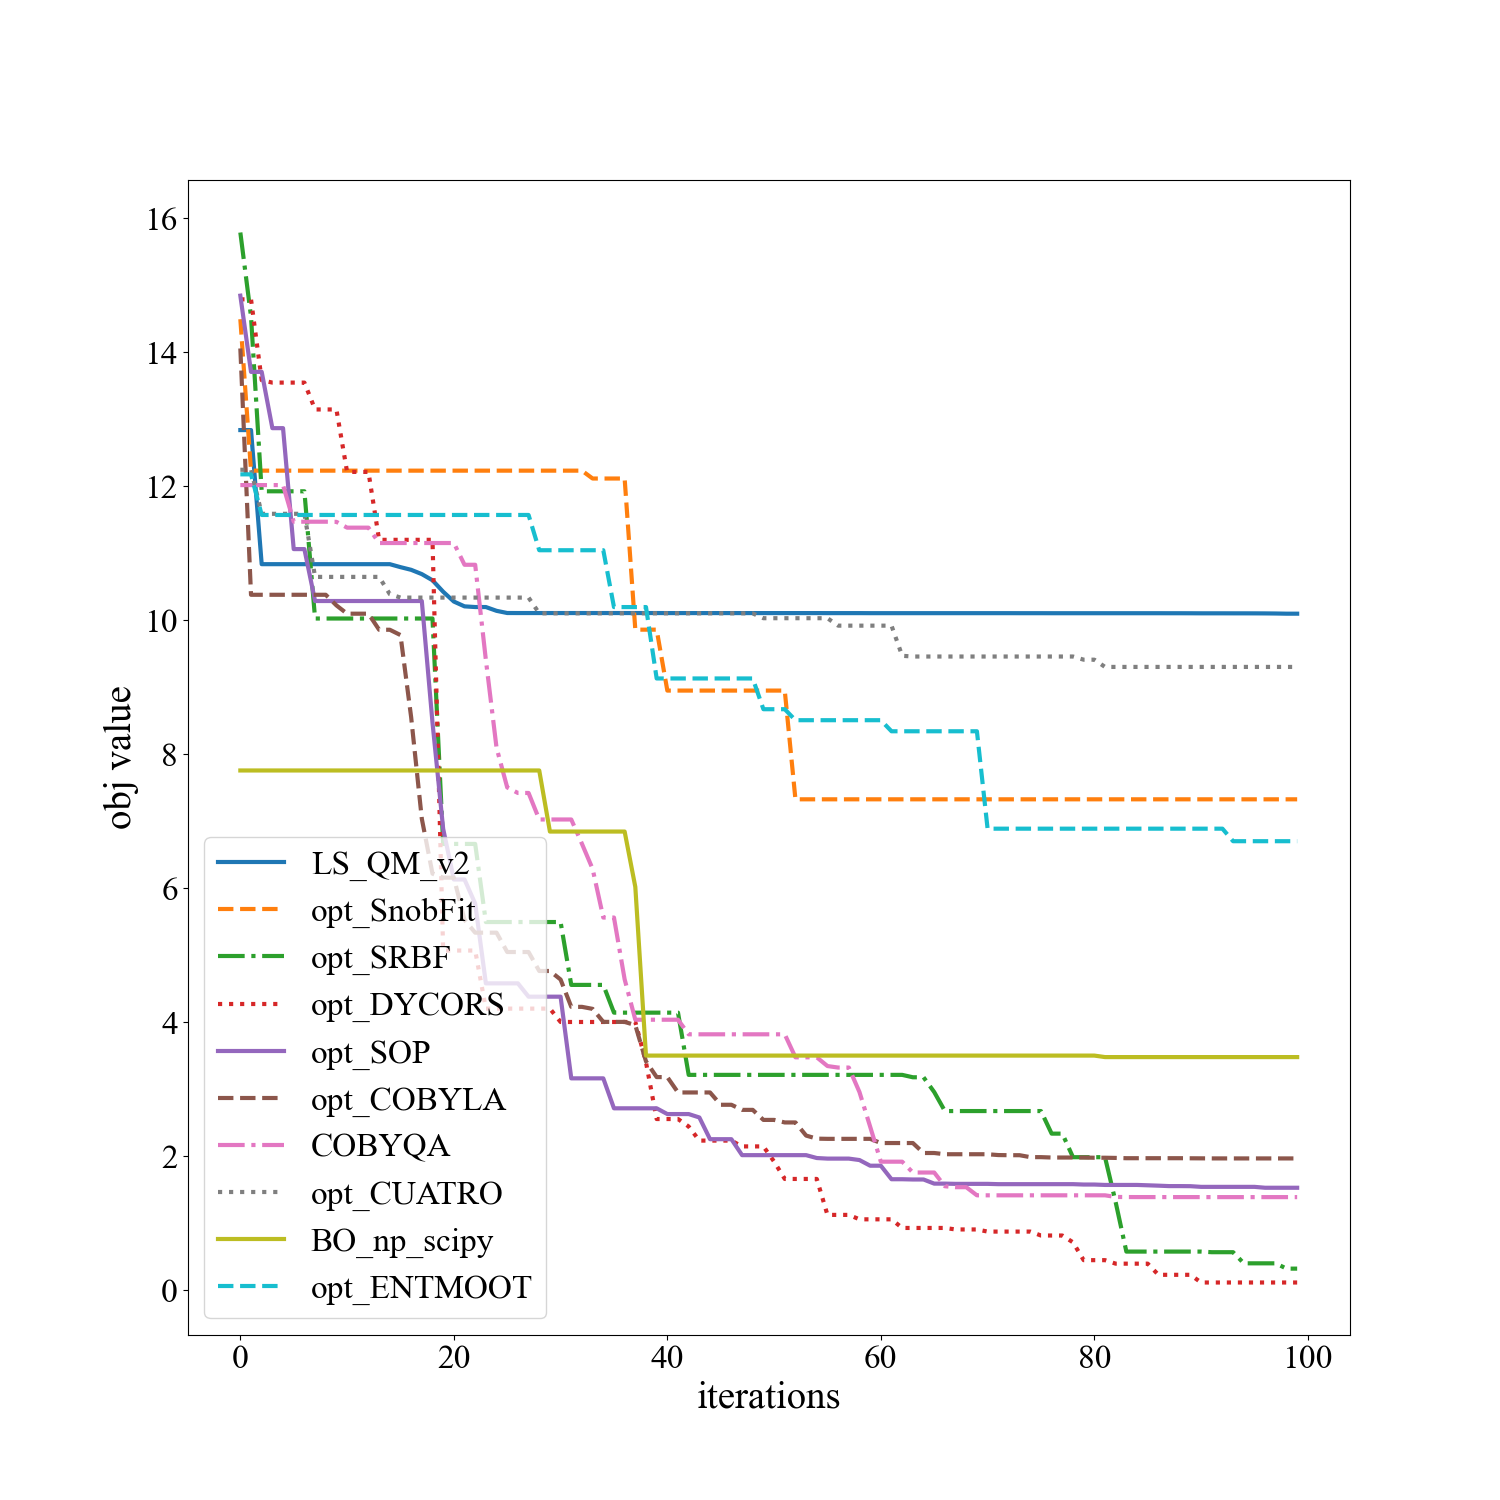 16
14
12
10
8
6
4
2
0
obj value
LS_QM_v2
opt_SnobFit
opt_SRBF
opt_DYCORS
opt_SOP
opt_COBYLA
COBYQA
opt_CUATRO
BO_np_scipy
opt_ENTMOOT
0 20 40 60 80 100
iterations